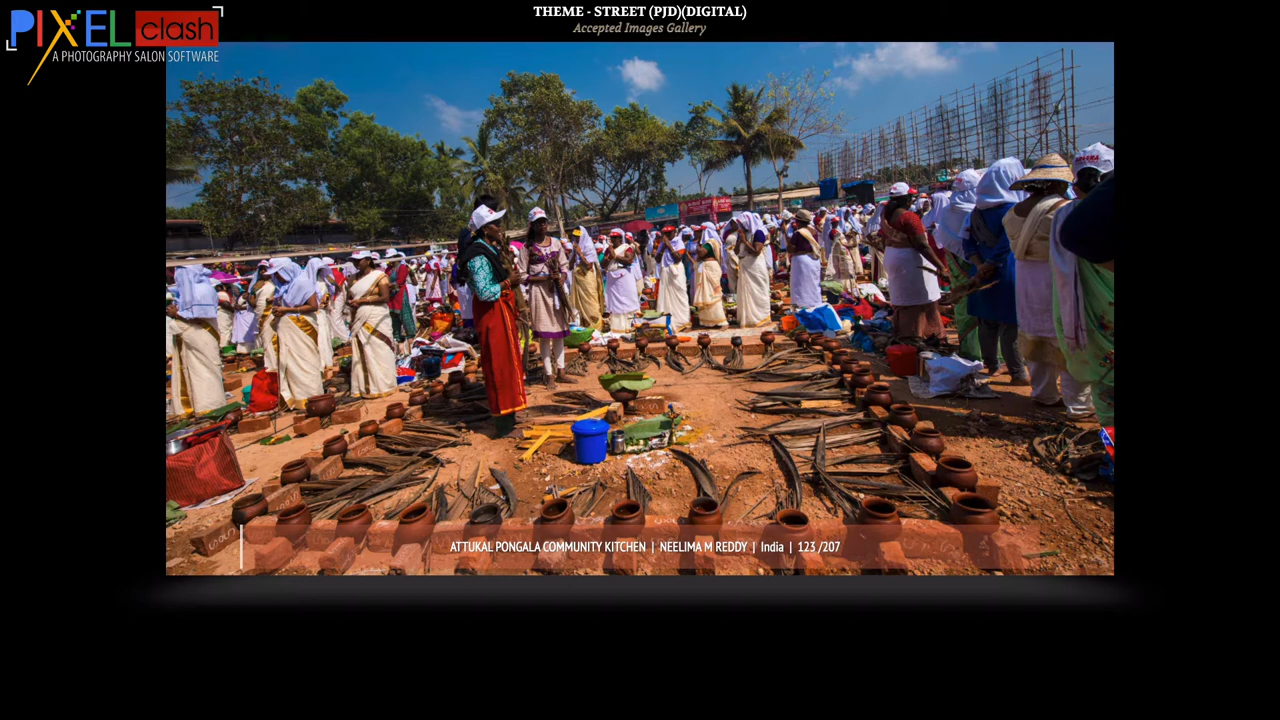 PIXEL clash
A PHOTOGRAPHY SALON SOFTWARE
THEME - STREET (PJD)(DIGITAL)
Accepted Images Gallery
ATTUKAL PONGALA COMMUNITY KITCHEN | NEELIMA M REDDY | India | 123 /207